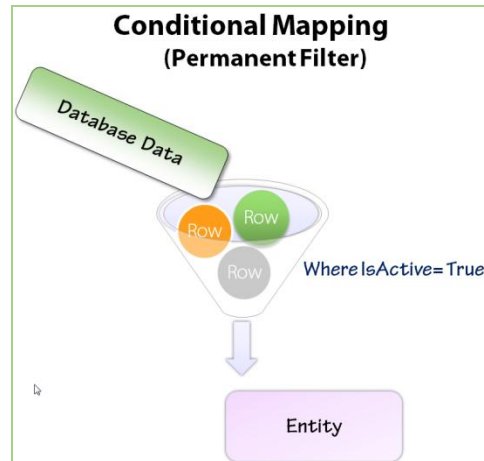 Conditional Mapping
(Permanent Filter)
Database Data
Row
Row
Row
Where IsActive=True
Entity